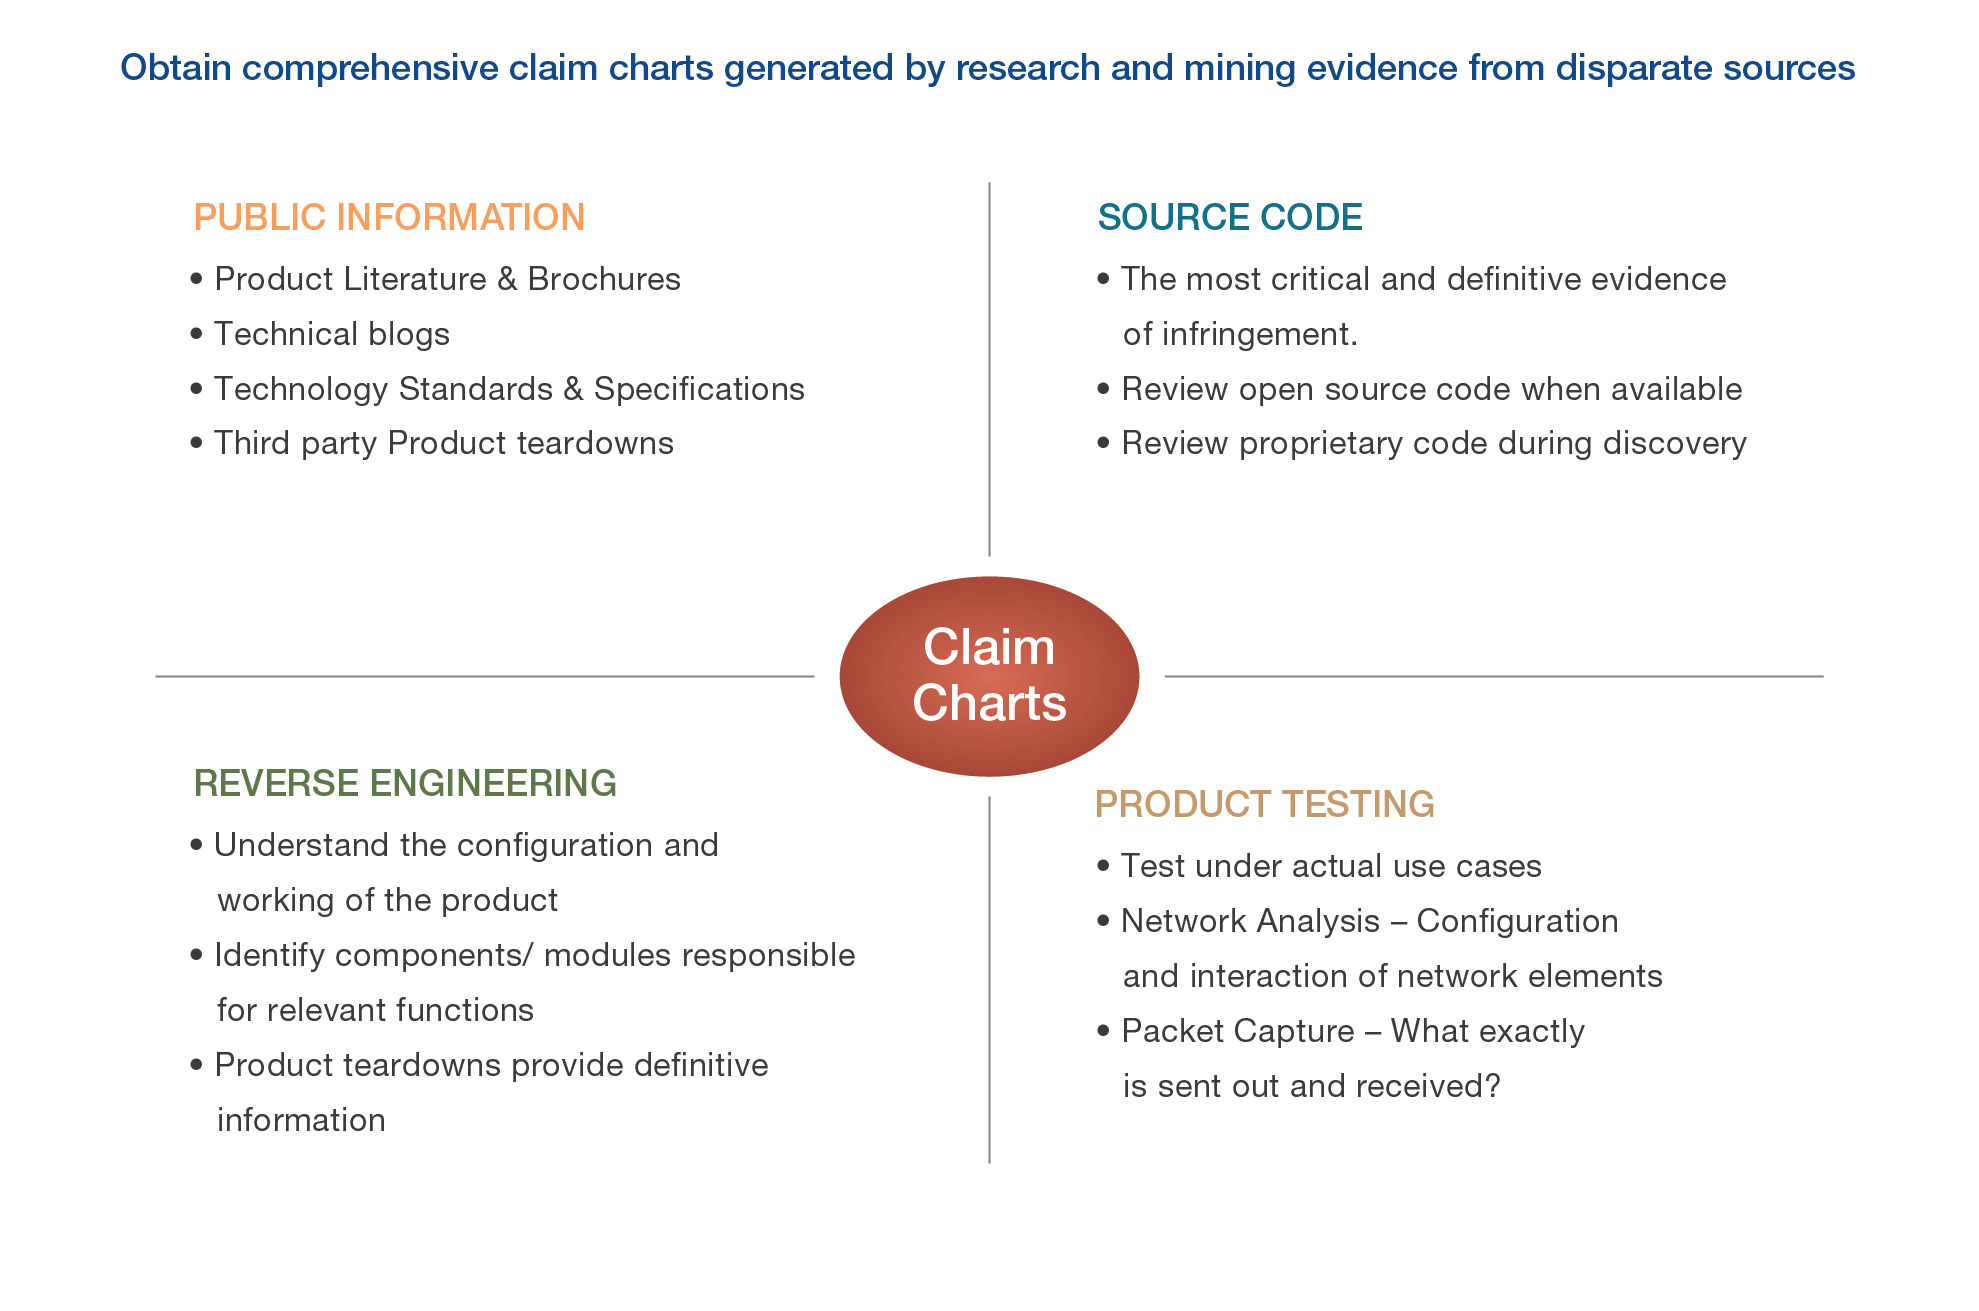 Obtain comprehensive claim charts generated by research and mining evidence from disparate sources
PUBLIC INFORMATION
• Product Literature & Brochures
• Technical blogs
• Technology Standards & Specifications
• Third party Product teardowns
SOURCE CODE
• The most critical and definitive evidence
of infringement.
• Review open source code when available
• Review proprietary code during discovery
Claim
Charts
REVERSE ENGINEERING
• Understand the configuration and
working of the product
• Identify components/ modules responsible
for relevant functions
• Product teardowns provide definitive
information
PRODUCT TESTING
• Test under actual use cases
• Network Analysis – Configuration
and interaction of network elements
• Packet Capture – What exactly
is sent out and received?